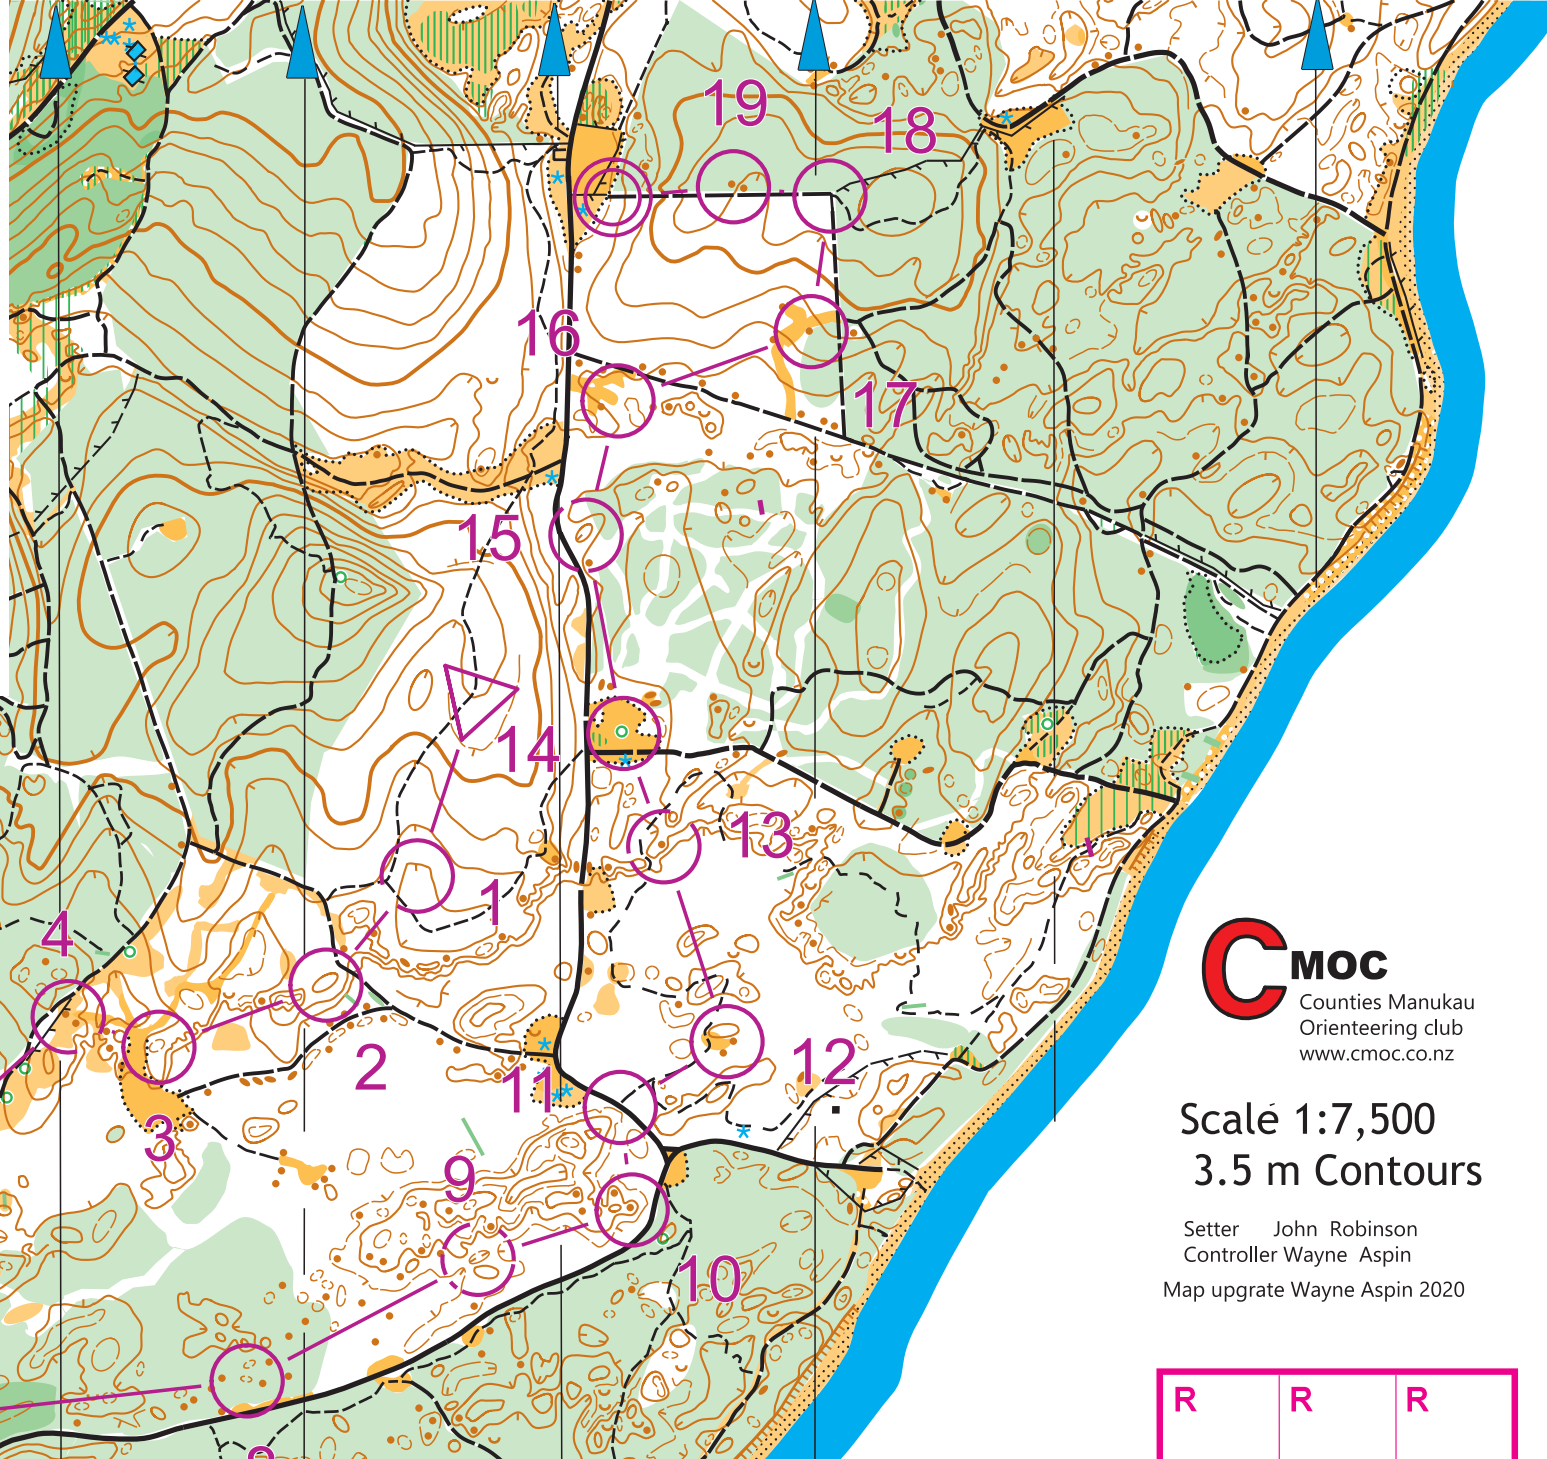 19
18
16
17
15
14
13
1
4
2
12
11
3
9
10
8
CMOC
Counties Manukau
Orienteering club
www.cmoc.co.nz
Scale 1:7,500
3.5 m Contours
Setter John Robinson
Controller Wayne Aspin
Map upgrate Wayne Aspin 2020
R R R